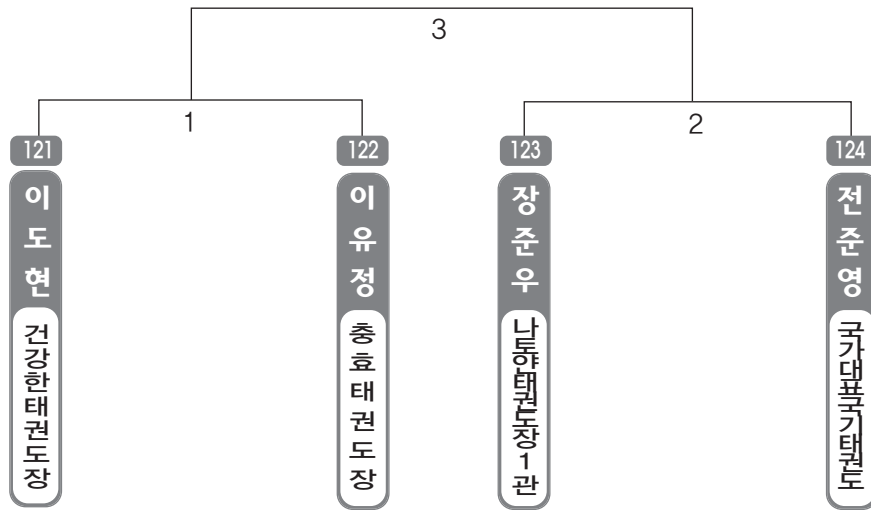 3
1
2
121
이도현
건강한태권도장
122
이유정
충효태권도장
123
장준우
나토얀태권도장1관
124
전준영
국가대표국기태권도